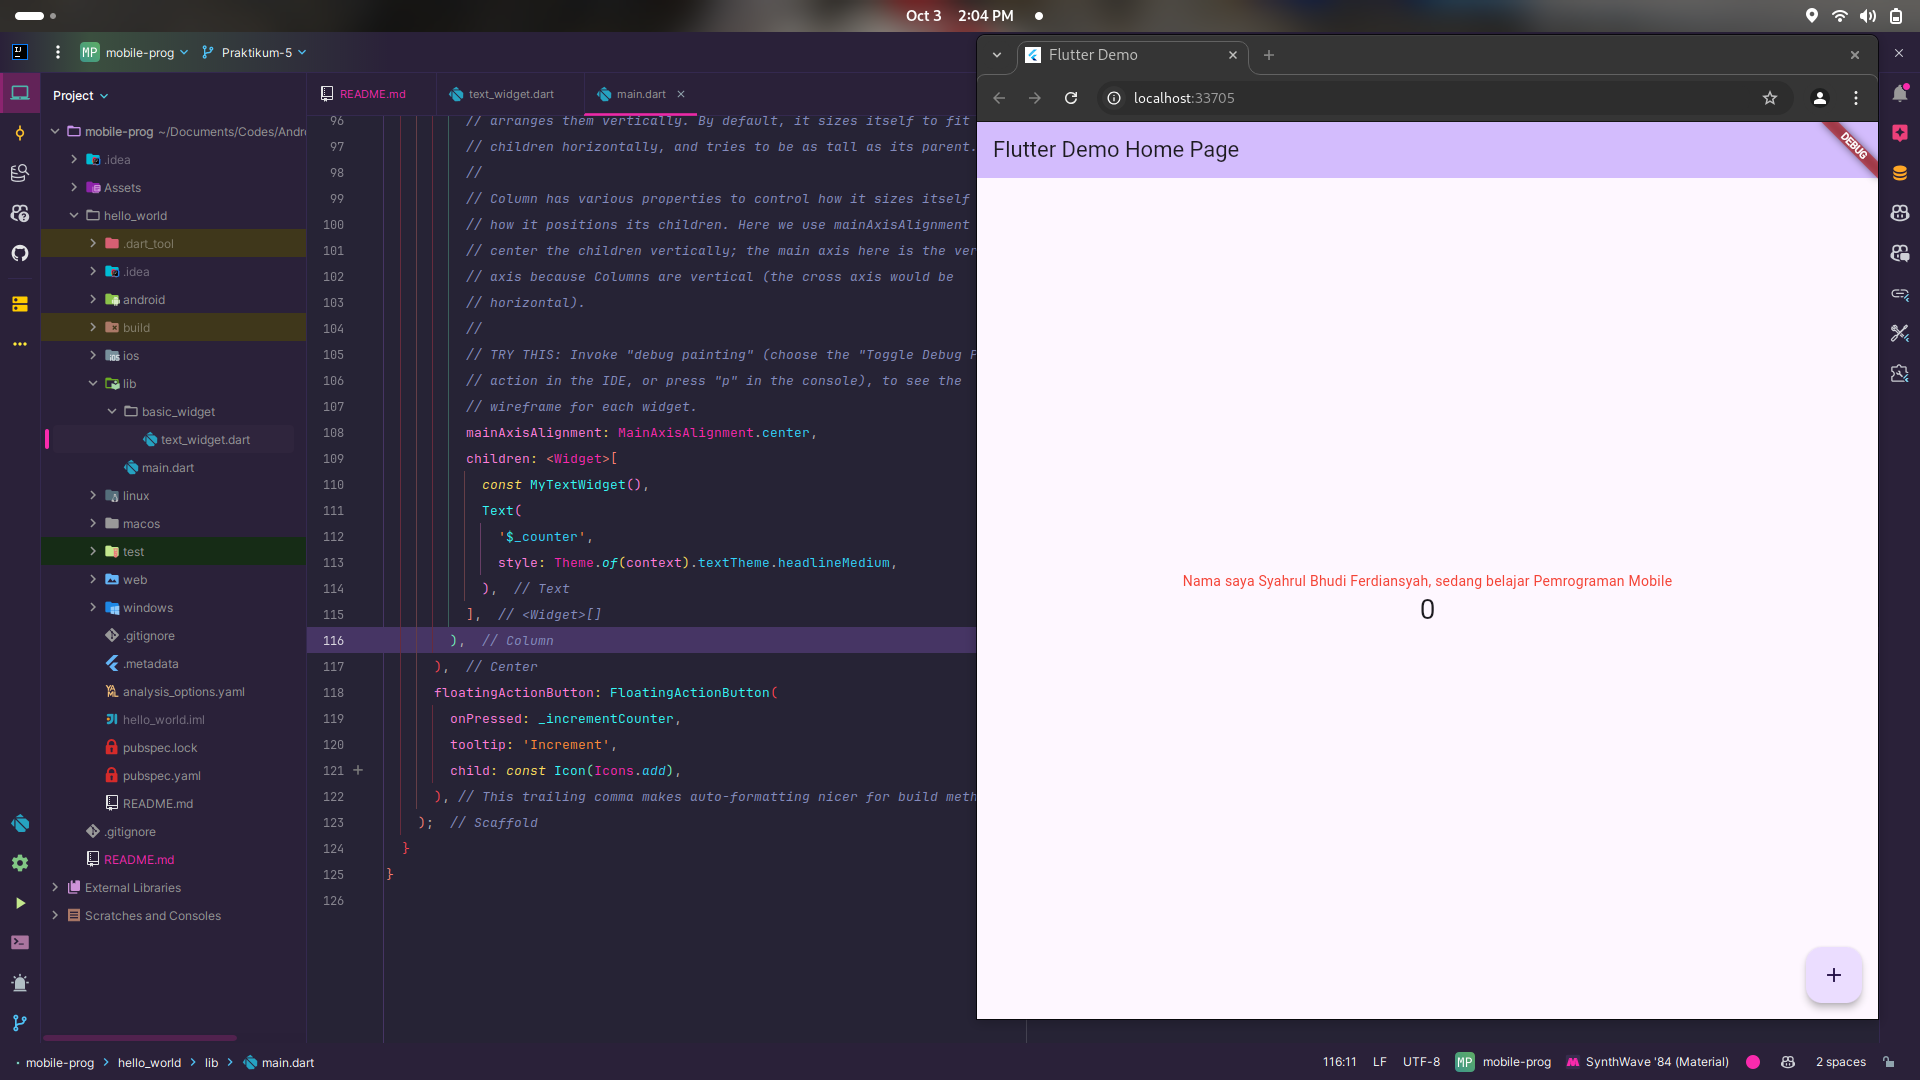 Oct 3 2:04 PM
MP mobile-prog Praktikum-5
Project
mobile-prog ~/Documents/Codes/Andro
.idea
Assets
hello_world
.dart_tool
.idea
android
build
ios
lib
basic_widget
text_widget.dart
main.dart
linux
macos
test
web
windows
.gitignore
.metadata
analysis_options.yaml
hello_world.iml
pubspec.lock
pubspec.yaml
README.md
.gitignore
README.md
External Libraries
Scratches and Consoles
README.md text_widget.dart main.dart
96 // arranges them vertically. By default, it sizes itself to fit
97 // children horizontally, and tries to be as tall as its parent.
98 //
99 // Column has various properties to control how it sizes itself
100 // how it positions its children. Here we use mainAxisAlignment
101 // center the children vertically; the main axis here is the ver
102 // axis because Columns are vertical (the cross axis would be
103 // horizontal).
104 //
105 // TRY THIS: Invoke "debug painting" (choose the "Toggle Debug P
106 // action in the IDE, or press "p" in the console), to see the
107 // wireframe for each widget.
108 mainAxisAlignment: MainAxisAlignment.center,
109 children: <Widget>[
110 const MyTextWidget(),
111 Text(
112 '$_counter',
113 style: Theme.of(context).textTheme.headlineMedium,
114 ), // Text
115 ], // <Widget>[]
116 ), // Column
117 ), // Center
118 floatingActionButton: FloatingActionButton(
119 onPressed: _incrementCounter,
120 tooltip: 'Increment',
121 child: const Icon(Icons.add),
122 ), // This trailing comma makes auto-formatting nicer for build meth
123 ); // Scaffold
124 }
125 }
126
Flutter Demo
localhost:33705
Flutter Demo Home Page
DEBUG
Nama saya Syahrul Bhudi Ferdiansyah, sedang belajar Pemrograman Mobile
0
+
mobile-prog > hello_world > lib > main.dart
116:11 LF UTF-8 MP mobile-prog SynthWave '84 (Material) 2 spaces